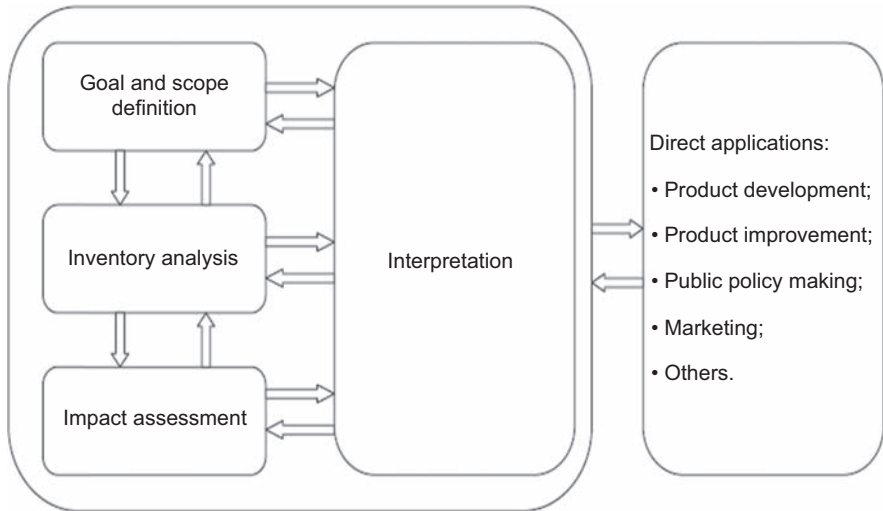 Goal and scope
definition
Inventory analysis
Impact assessment
Interpretation
Direct applications:
• Product development;
• Product improvement;
• Public policy making;
• Marketing;
• Others.